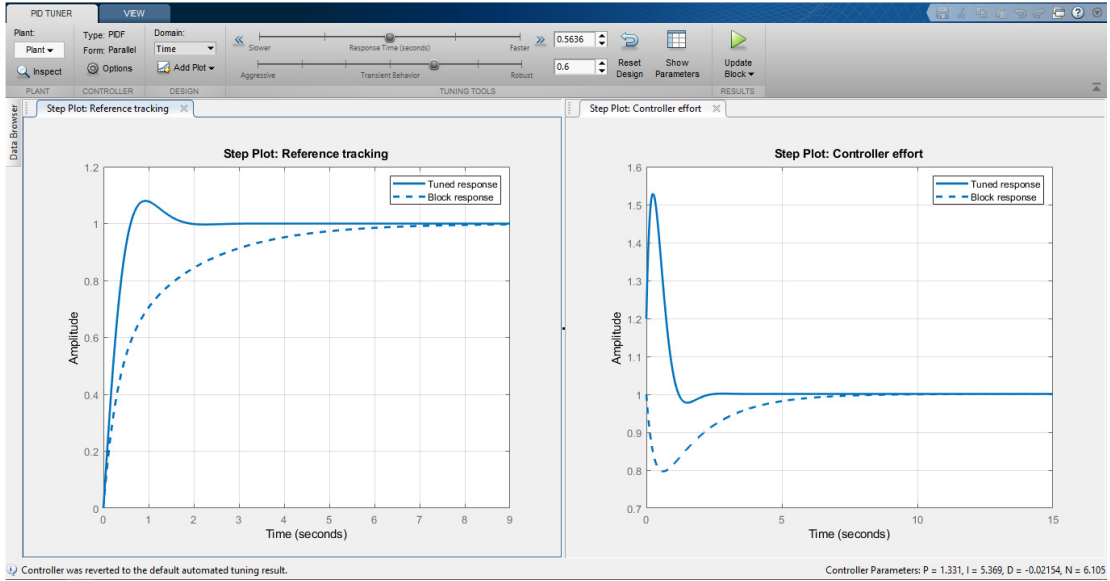 PID TUNER VIEW
Plant: Type: PIDF Domain:
Plant Form: Parallel Time Slower Response Time (seconds) Faster 0.5636
Inspect Options Add Plot Aggressive Transient Behavior Robust 0.6 Reset Design Show Parameters Update Block
PLANT CONTROLLER DESIGN TUNING TOOLS RESULTS
Data Browser
Step Plot: Reference tracking
Step Plot: Reference tracking
1.2
1
0.8
0.6
0.4
0.2
0
Amplitude
Tuned response
Block response
0 1 2 3 4 5 6 7 8 9
Time (seconds)
Step Plot: Controller effort
Step Plot: Controller effort
1.6
1.5
1.4
1.3
1.2
1.1
1
0.9
0.8
0.7
Amplitude
Tuned response
Block response
0 5 10 15
Time (seconds)
Controller was reverted to the default automated tuning result.
Controller Parameters: P = 1.331, I = 5.369, D = -0.02154, N = 6.105